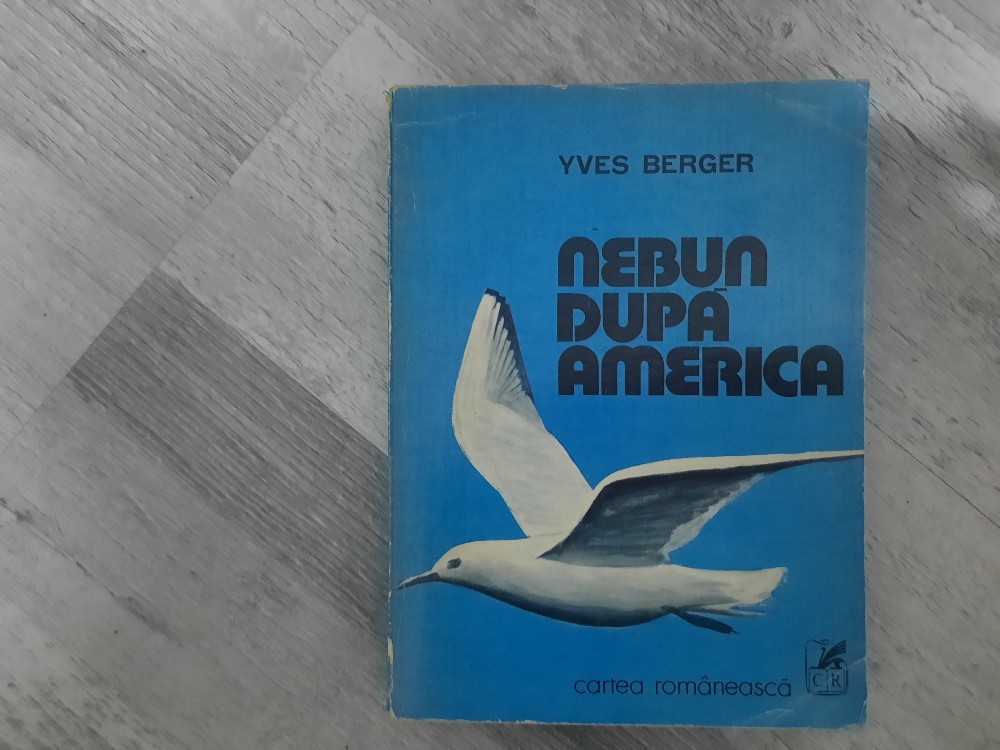 YVES BERGER
NEBUN
DUPĂ
AMERICA
cartea românească
CR